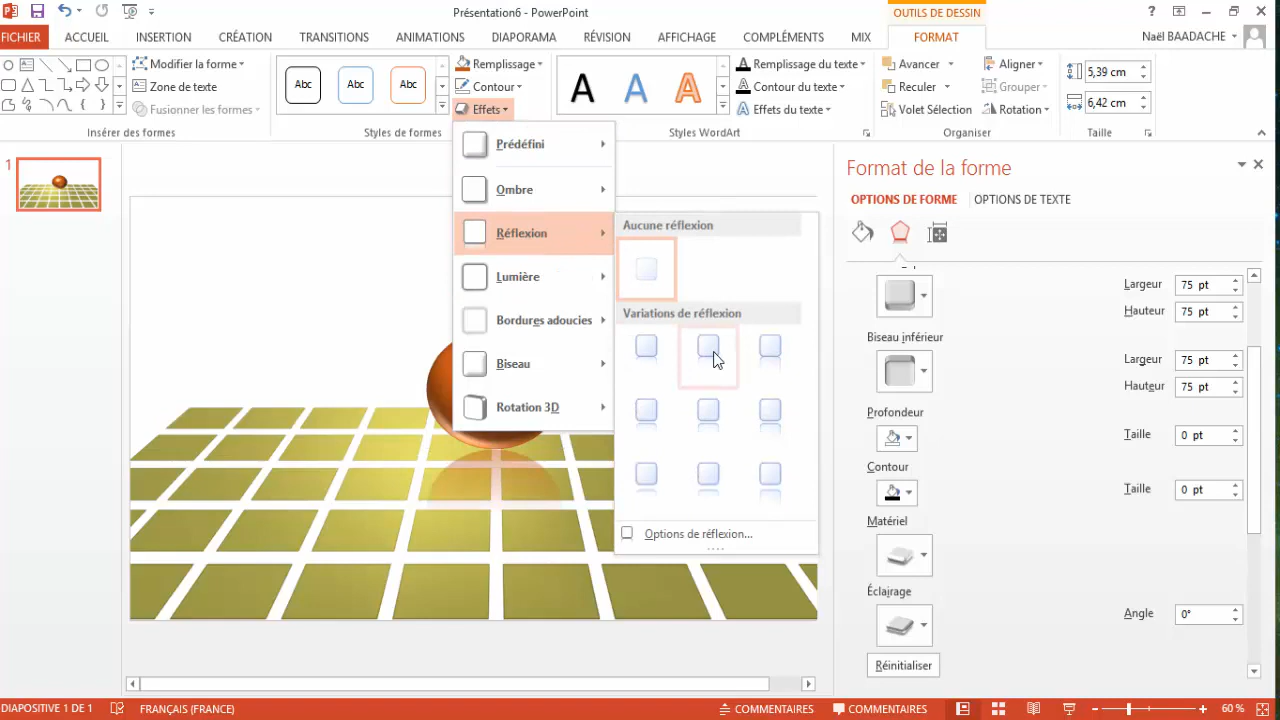 Présentation6 - PowerPoint
OUTILS DE DESSIN
?
FICHIER
ACCUEIL
INSERTION
CRÉATION
TRANSITIONS
ANIMATIONS
DIAPORAMA
RÉVISION
AFFICHAGE
COMPLÉMENTS
MIX
FORMAT
Naël BAADACHE
Modifier la forme
Zone de texte
Fusionner les formes
Insérer des formes
Abc
Abc
Abc
Remplissage
Contour
Effets
Styles de formes
A
A
A
Remplissage du texte
Contour du texte
Effets du texte
Styles WordArt
Avancer
Reculer
Volet Sélection
Aligner
Grouper
Rotation
Organiser
5,39 cm
6,42 cm
Taille
1
Prédéfini
Ombre
Réflexion
Lumière
Bordures adoucies
Biseau
Rotation 3D
Aucune réflexion
Variations de réflexion
Options de réflexion...
Format de la forme
OPTIONS DE FORME
OPTIONS DE TEXTE
Largeur
75 pt
Hauteur
75 pt
Biseau inférieur
Largeur
75 pt
Hauteur
75 pt
Profondeur
Taille
0 pt
Contour
Taille
0 pt
Matériel
Éclairage
Angle
0°
Réinitialiser
DIAPOSITIVE 1 DE 1
FRANÇAIS (FRANCE)
COMMENTAIRES
COMMENTAIRES
60 %